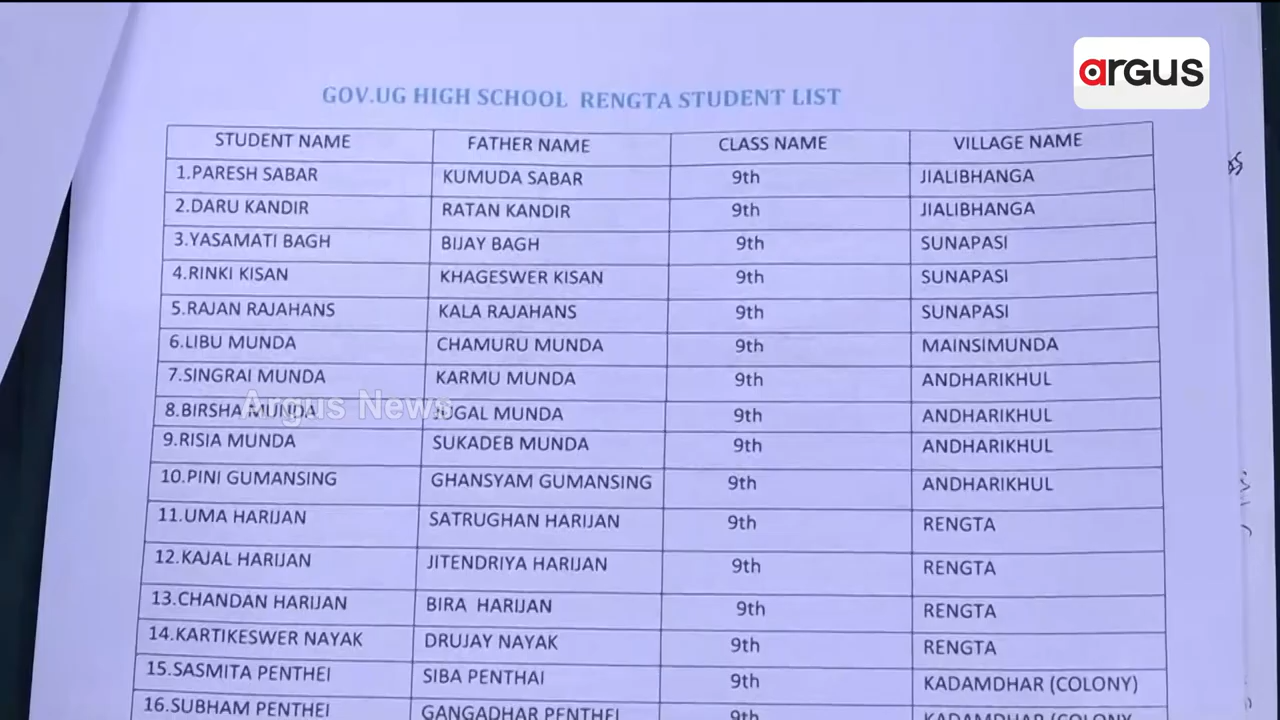 argus
GOV.UG HIGH SCHOOL RENGTA STUDENT LIST
STUDENT NAME FATHER NAME CLASS NAME VILLAGE NAME
1.PARESH SABAR KUMUDA SABAR 9th JIALIBHANGA
2.DARU KANDIR RATAN KANDIR 9th JIALIBHANGA
3.YASAMATI BAGH BIJAY BAGH 9th SUNAPASI
4.RINKI KISAN KHAGESWER KISAN 9th SUNAPASI
5.RAJAN RAJAHANS KALA RAJAHANS 9th SUNAPASI
6.LIBU MUNDA CHAMURU MUNDA 9th MAINSIMUNDA
7.SINGRAI MUNDA KARMU MUNDA 9th ANDHARIKHUL
Argus News
8.BIRSHA MUNDA JUGAL MUNDA 9th ANDHARIKHUL
9.RISIA MUNDA SUKADEB MUNDA 9th ANDHARIKHUL
10.PINI GUMANSING GHANSYAM GUMANSING 9th ANDHARIKHUL
11.UMA HARIJAN SATRUGHAN HARIJAN 9th RENGTA
12.KAJAL HARIJAN JITENDRIYA HARIJAN 9th RENGTA
13.CHANDAN HARIJAN BIRA HARIJAN 9th RENGTA
14.KARTIKESWER NAYAK DRUJAY NAYAK 9th RENGTA
15.SASMITA PENTHEI SIBA PENTHAI 9th KADAMDHAR (COLONY)
16.SUBHAM PENTHEI GANGADHAR PENTHEI 9th KADAMDHAR (COLONY